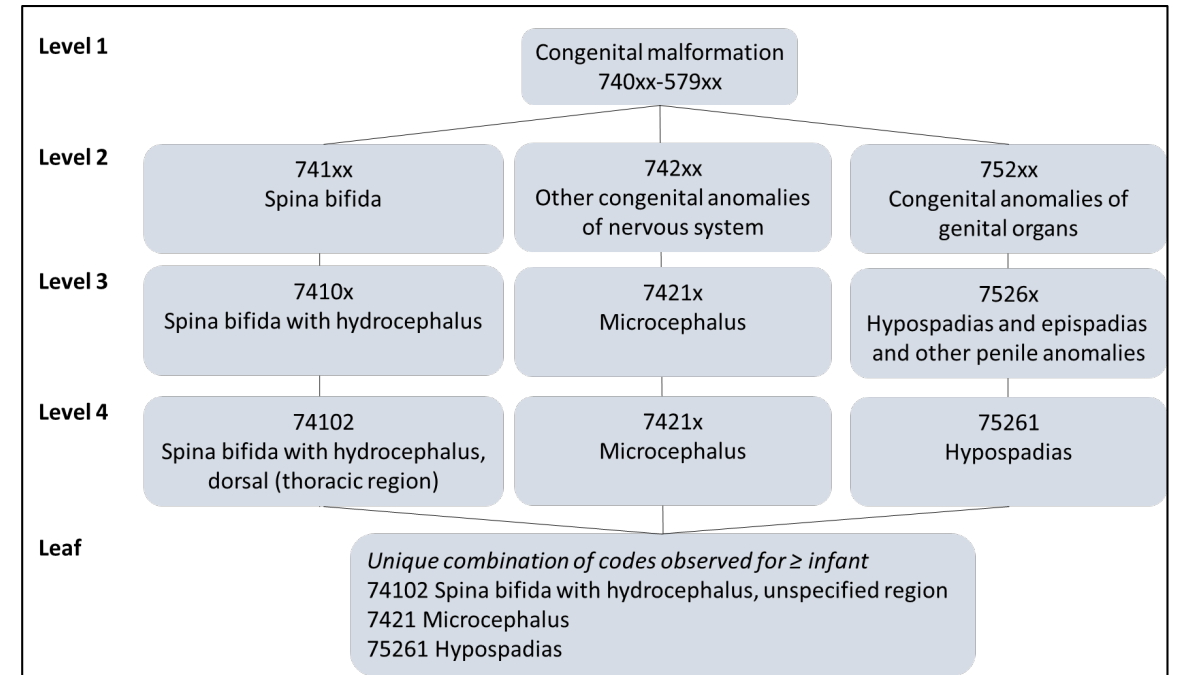 Level 1
Congenital malformation
740xx-579xx
Level 2
741xx
Spina bifida
742xx
Other congenital anomalies
of nervous system
752xx
Congenital anomalies of
genital organs
Level 3
7410x
Spina bifida with hydrocephalus
7421x
Microcephalus
7526x
Hypospadias and epispadias
and other penile anomalies
Level 4
74102
Spina bifida with hydrocephalus,
dorsal (thoracic region)
7421x
Microcephalus
75261
Hypospadias
Leaf
Unique combination of codes observed for ≥ infant
74102 Spina bifida with hydrocephalus, unspecified region
7421 Microcephalus
75261 Hypospadias